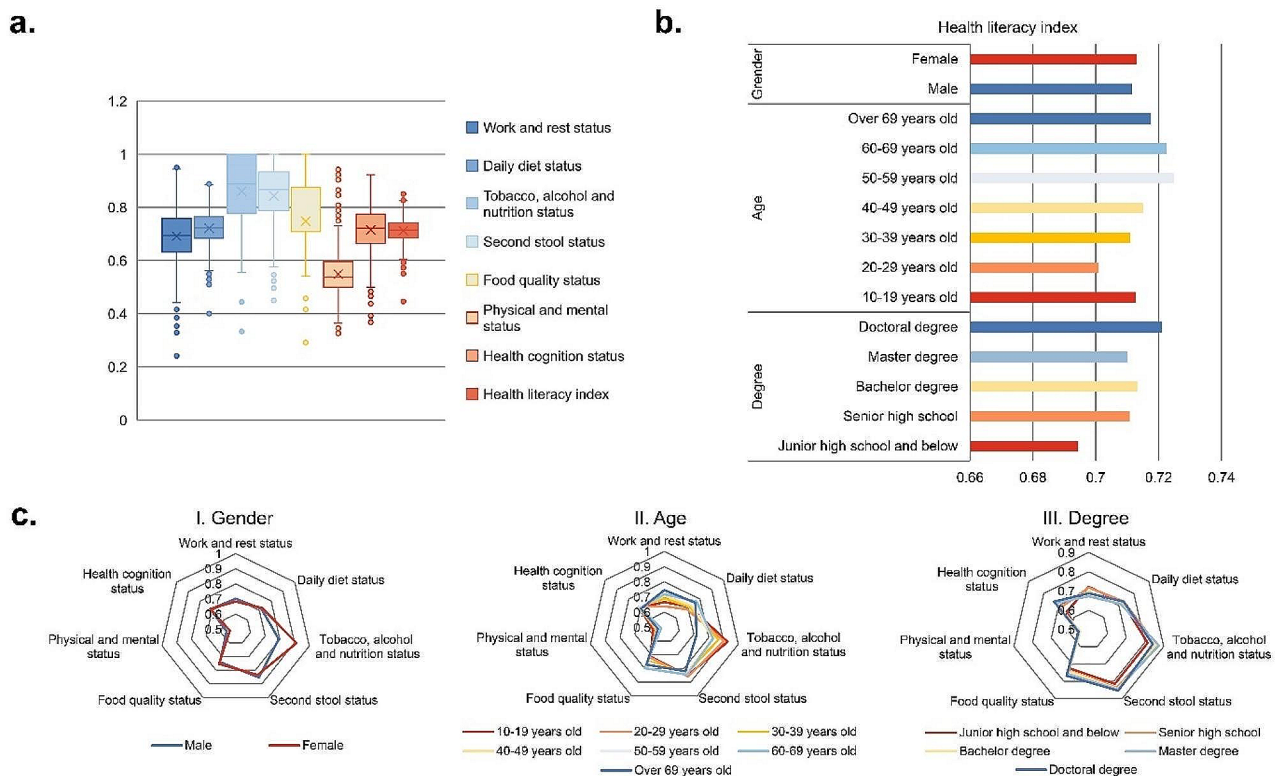 a.
1.2
1
0.8
0.6
0.4
0.2
0
Work and rest status
Daily diet status
Tobacco, alcohol and
nutrition status
Second stool status
Food quality status
Physical and mental
status
Health cognition status
Health literacy index
b.
Health literacy index
Grender
Female
Male
Age
Over 69 years old
60-69 years old
50-59 years old
40-49 years old
30-39 years old
20-29 years old
10-19 years old
Degree
Doctoral degree
Master degree
Bachelor degree
Senior high school
Junior high school and below
0.66 0.68 0.7 0.72 0.74
c.
I. Gender
Work and rest status
Daily diet status
Tobacco, alcohol
and nutrition status
Second stool status
Food quality status
Physical and mental
status
Health cognition
status
1
0.9
0.8
0.7
0.6
0.5
Male Female
II. Age
Work and rest status
Daily diet status
Tobacco, alcohol
and nutrition status
Second stool status
Food quality status
Physical and mental
status
Health cognition
status
1
0.9
0.8
0.7
0.6
0.5
10-19 years old 20-29 years old 30-39 years old
40-49 years old 50-59 years old 60-69 years old
Over 69 years old
III. Degree
Work and rest status
Daily diet status
Tobacco, alcohol
and nutrition status
Second stool status
Food quality status
Physical and mental
status
Health cognition
status
0.9
0.8
0.7
0.6
0.5
Junior high school and below Senior high school
Bachelor degree Master degree
Doctoral degree